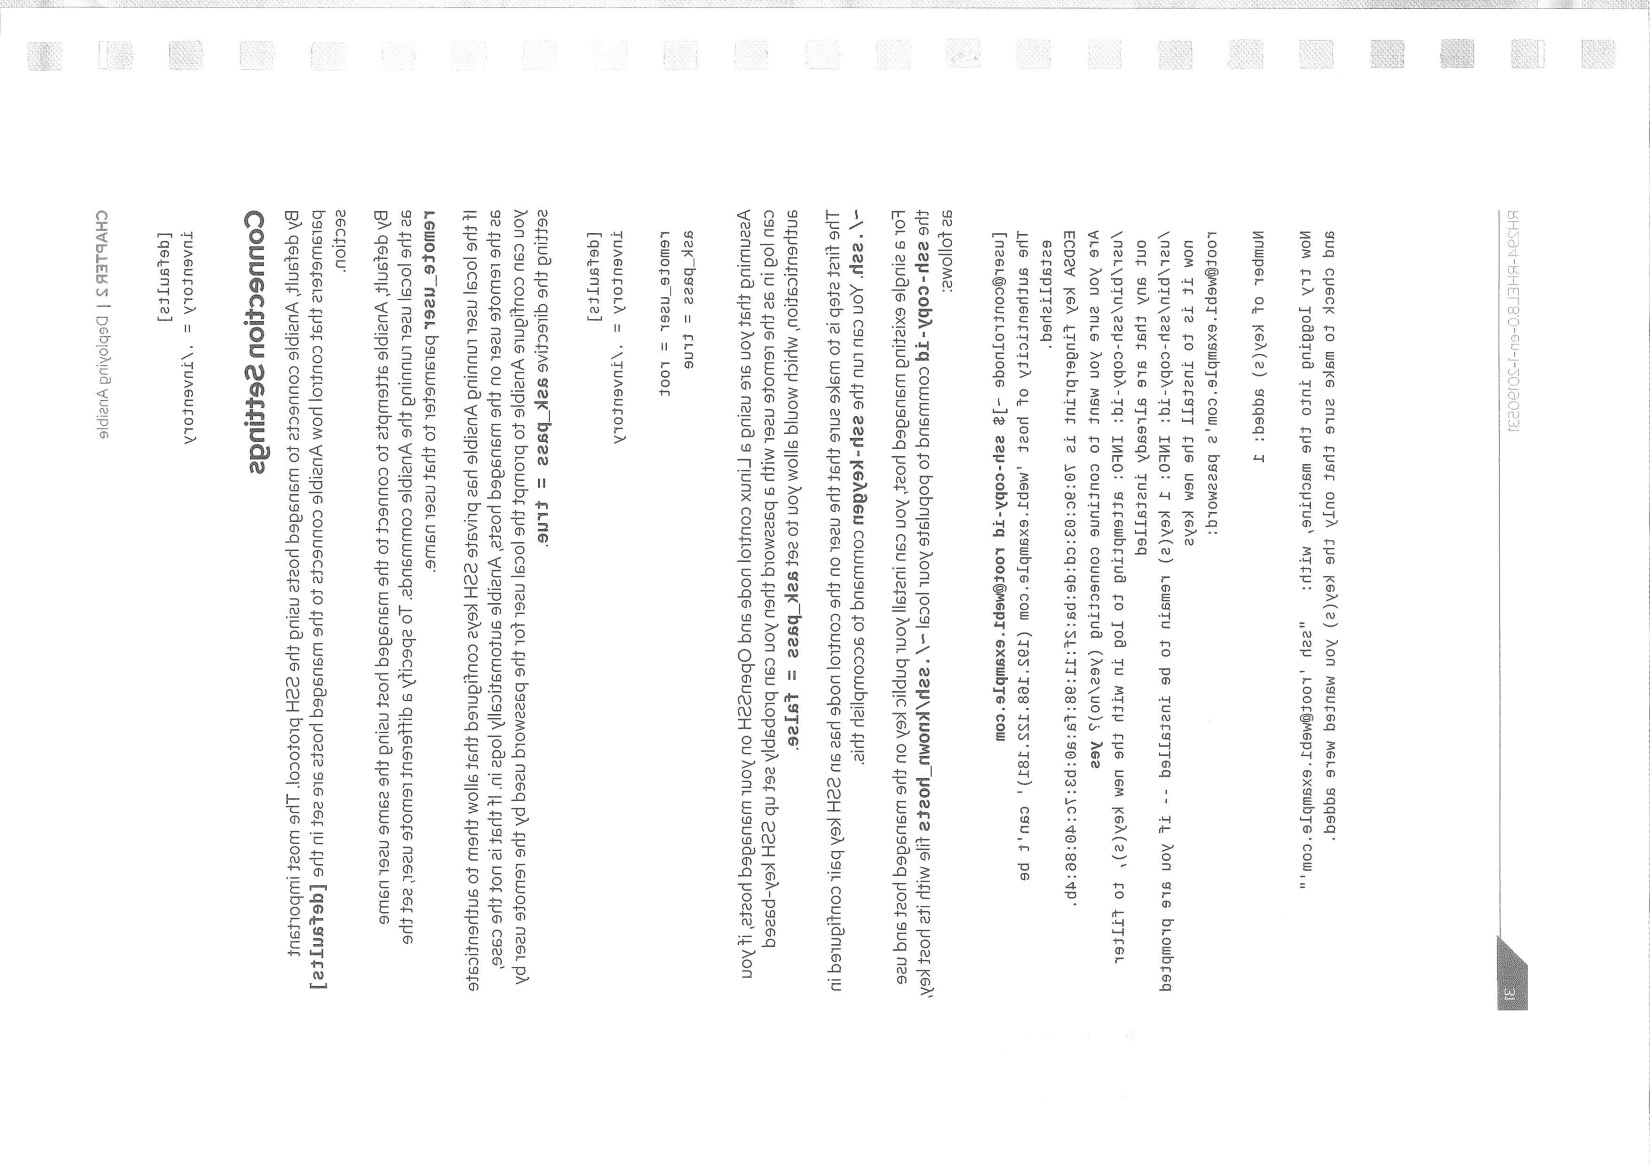 CHAPTER 2 | Deploying Ansible
[defaults]
inventory = ./inventory
Connection Settings
By default, Ansible connects to managed hosts using the SSH protocol. The most important
parameters that control how Ansible connects to the managed hosts are set in the [defaults]
section.
By default, Ansible attempts to connect to the managed host using the same user name
as the local user running the Ansible commands. To specify a different remote user, set the
remote_user parameter to that user name.
If the local user running Ansible has private SSH keys configured that allow them to authenticate
as the remote user on the managed hosts, Ansible automatically logs in. If that is not the case,
you can configure Ansible to prompt the local user for the password used by the remote user by
setting the directive ask_pass = true.
[defaults]
inventory = ./inventory
remote_user = root
ask_pass = true
Assuming that you are using a Linux control node and OpenSSH on your managed hosts, if you
can log in as the remote user with a password then you can probably set up SSH key-based
authentication, which would allow you to set ask_pass = false.
The first step is to make sure that the user on the control node has an SSH key pair configured in
~/.ssh. You can run the ssh-keygen command to accomplish this.
For a single existing managed host, you can install your public key on the managed host and use
the ssh-copy-id command to populate your local ~/.ssh/known_hosts file with its host key,
as follows:
[user@controlnode ~]$ ssh-copy-id root@web1.example.com
The authenticity of host 'web1.example.com (192.168.122.181)' can't be
established.
ECDSA key fingerprint is 70:9c:03:cd:de:ba:2f:11:98:fa:a0:b3:7c:40:86:4b.
Are you sure you want to continue connecting (yes/no)? yes
/usr/bin/ssh-copy-id: INFO: attempting to log in with the new key(s), to filter
out any that are already installed
/usr/bin/ssh-copy-id: INFO: 1 key(s) remain to be installed -- if you are prompted
now it is to install the new keys
root@web1.example.com's password:
Number of key(s) added: 1
Now try logging into the machine, with:   "ssh 'root@web1.example.com'"
and check to make sure that only the key(s) you wanted were added.
RH294-RHEL8.0-en-1-20190531
31